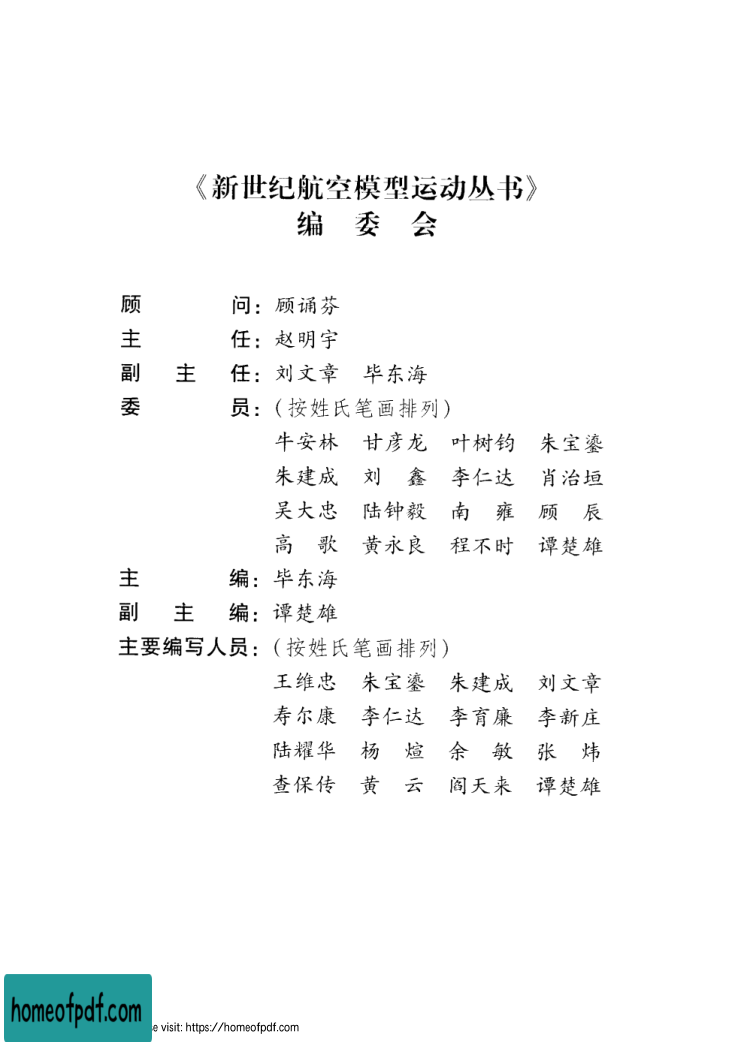 《新世纪航空模型运动丛书》
编 委 会
顾 问：顾诵芬
主 任：赵明宇
副 主 任：刘文章 毕东海
委 员：（按姓氏笔画排列）
牛安林 甘彦龙 叶树钧 朱宝鎏
朱建成 刘 鑫 李仁达 肖治垣
吴大忠 陆钟毅 南 雍 顾 辰
高 歌 黄永良 程不时 谭楚雄
主 编：毕东海
副 主 编：谭楚雄
主要编写人员：（按姓氏笔画排列）
王维忠 朱宝鎏 朱建成 刘文章
寿尔康 李仁达 李育廉 李新庄
陆耀华 杨 煊 余 敏 张 炜
查保传 黄 云 阎天来 谭楚雄
homeofpdf.com
e visit: https://homeofpdf.com